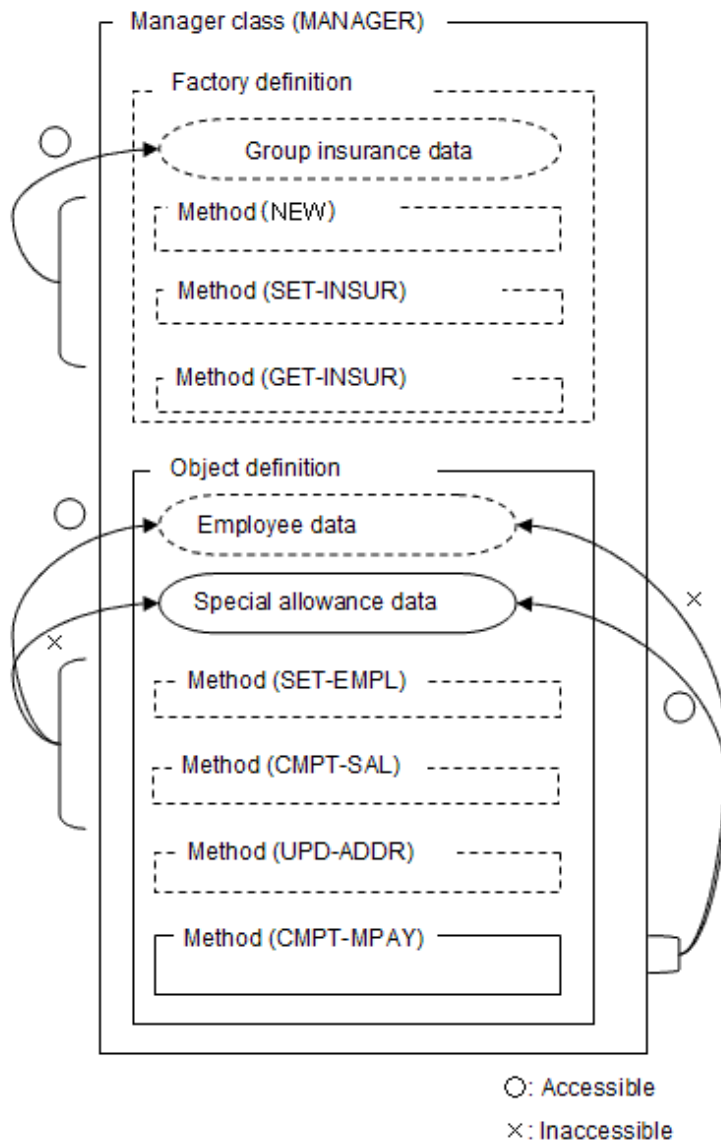 Manager class (MANAGER)
Factory definition
Group insurance data
Method (NEW)
Method (SET-INSUR)
Method (GET-INSUR)
Object definition
Employee data
Special allowance data
Method (SET-EMPL)
Method (CMPT-SAL)
Method (UPD-ADDR)
Method (CMPT-MPAY)
○: Accessible
×: Inaccessible